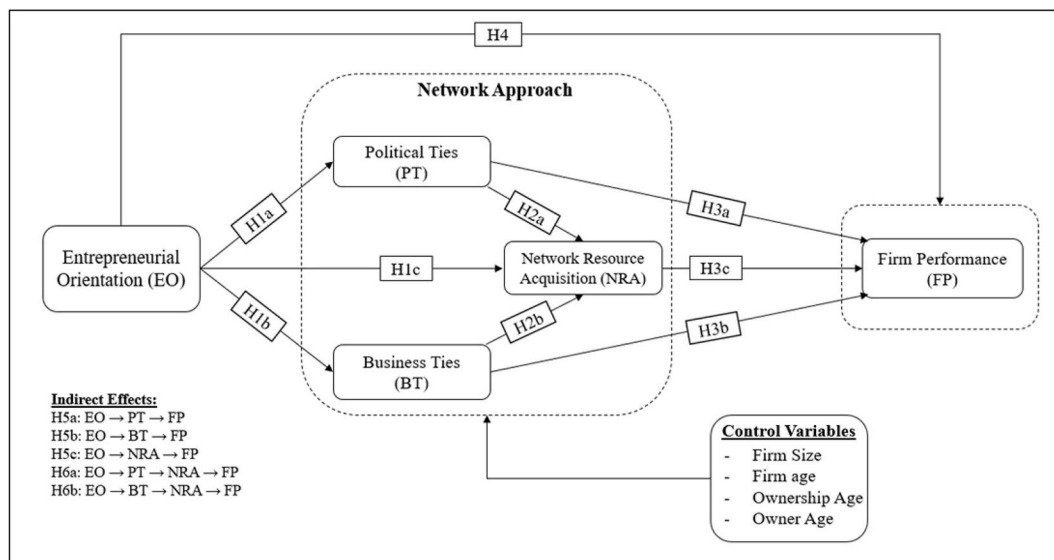 H4
Network Approach
Political Ties
(PT)
H1a
H2a
H3a
Entrepreneurial
Orientation (EO)
H1c
Network Resource
Acquisition (NRA)
H3c
Firm Performance
(FP)
H1b
H2b
H3b
Business Ties
(BT)
Indirect Effects:
H5a: EO → PT → FP
H5b: EO → BT → FP
H5c: EO → NRA → FP
H6a: EO → PT → NRA → FP
H6b: EO → BT → NRA → FP
Control Variables
- Firm Size
- Firm age
- Ownership Age
- Owner Age